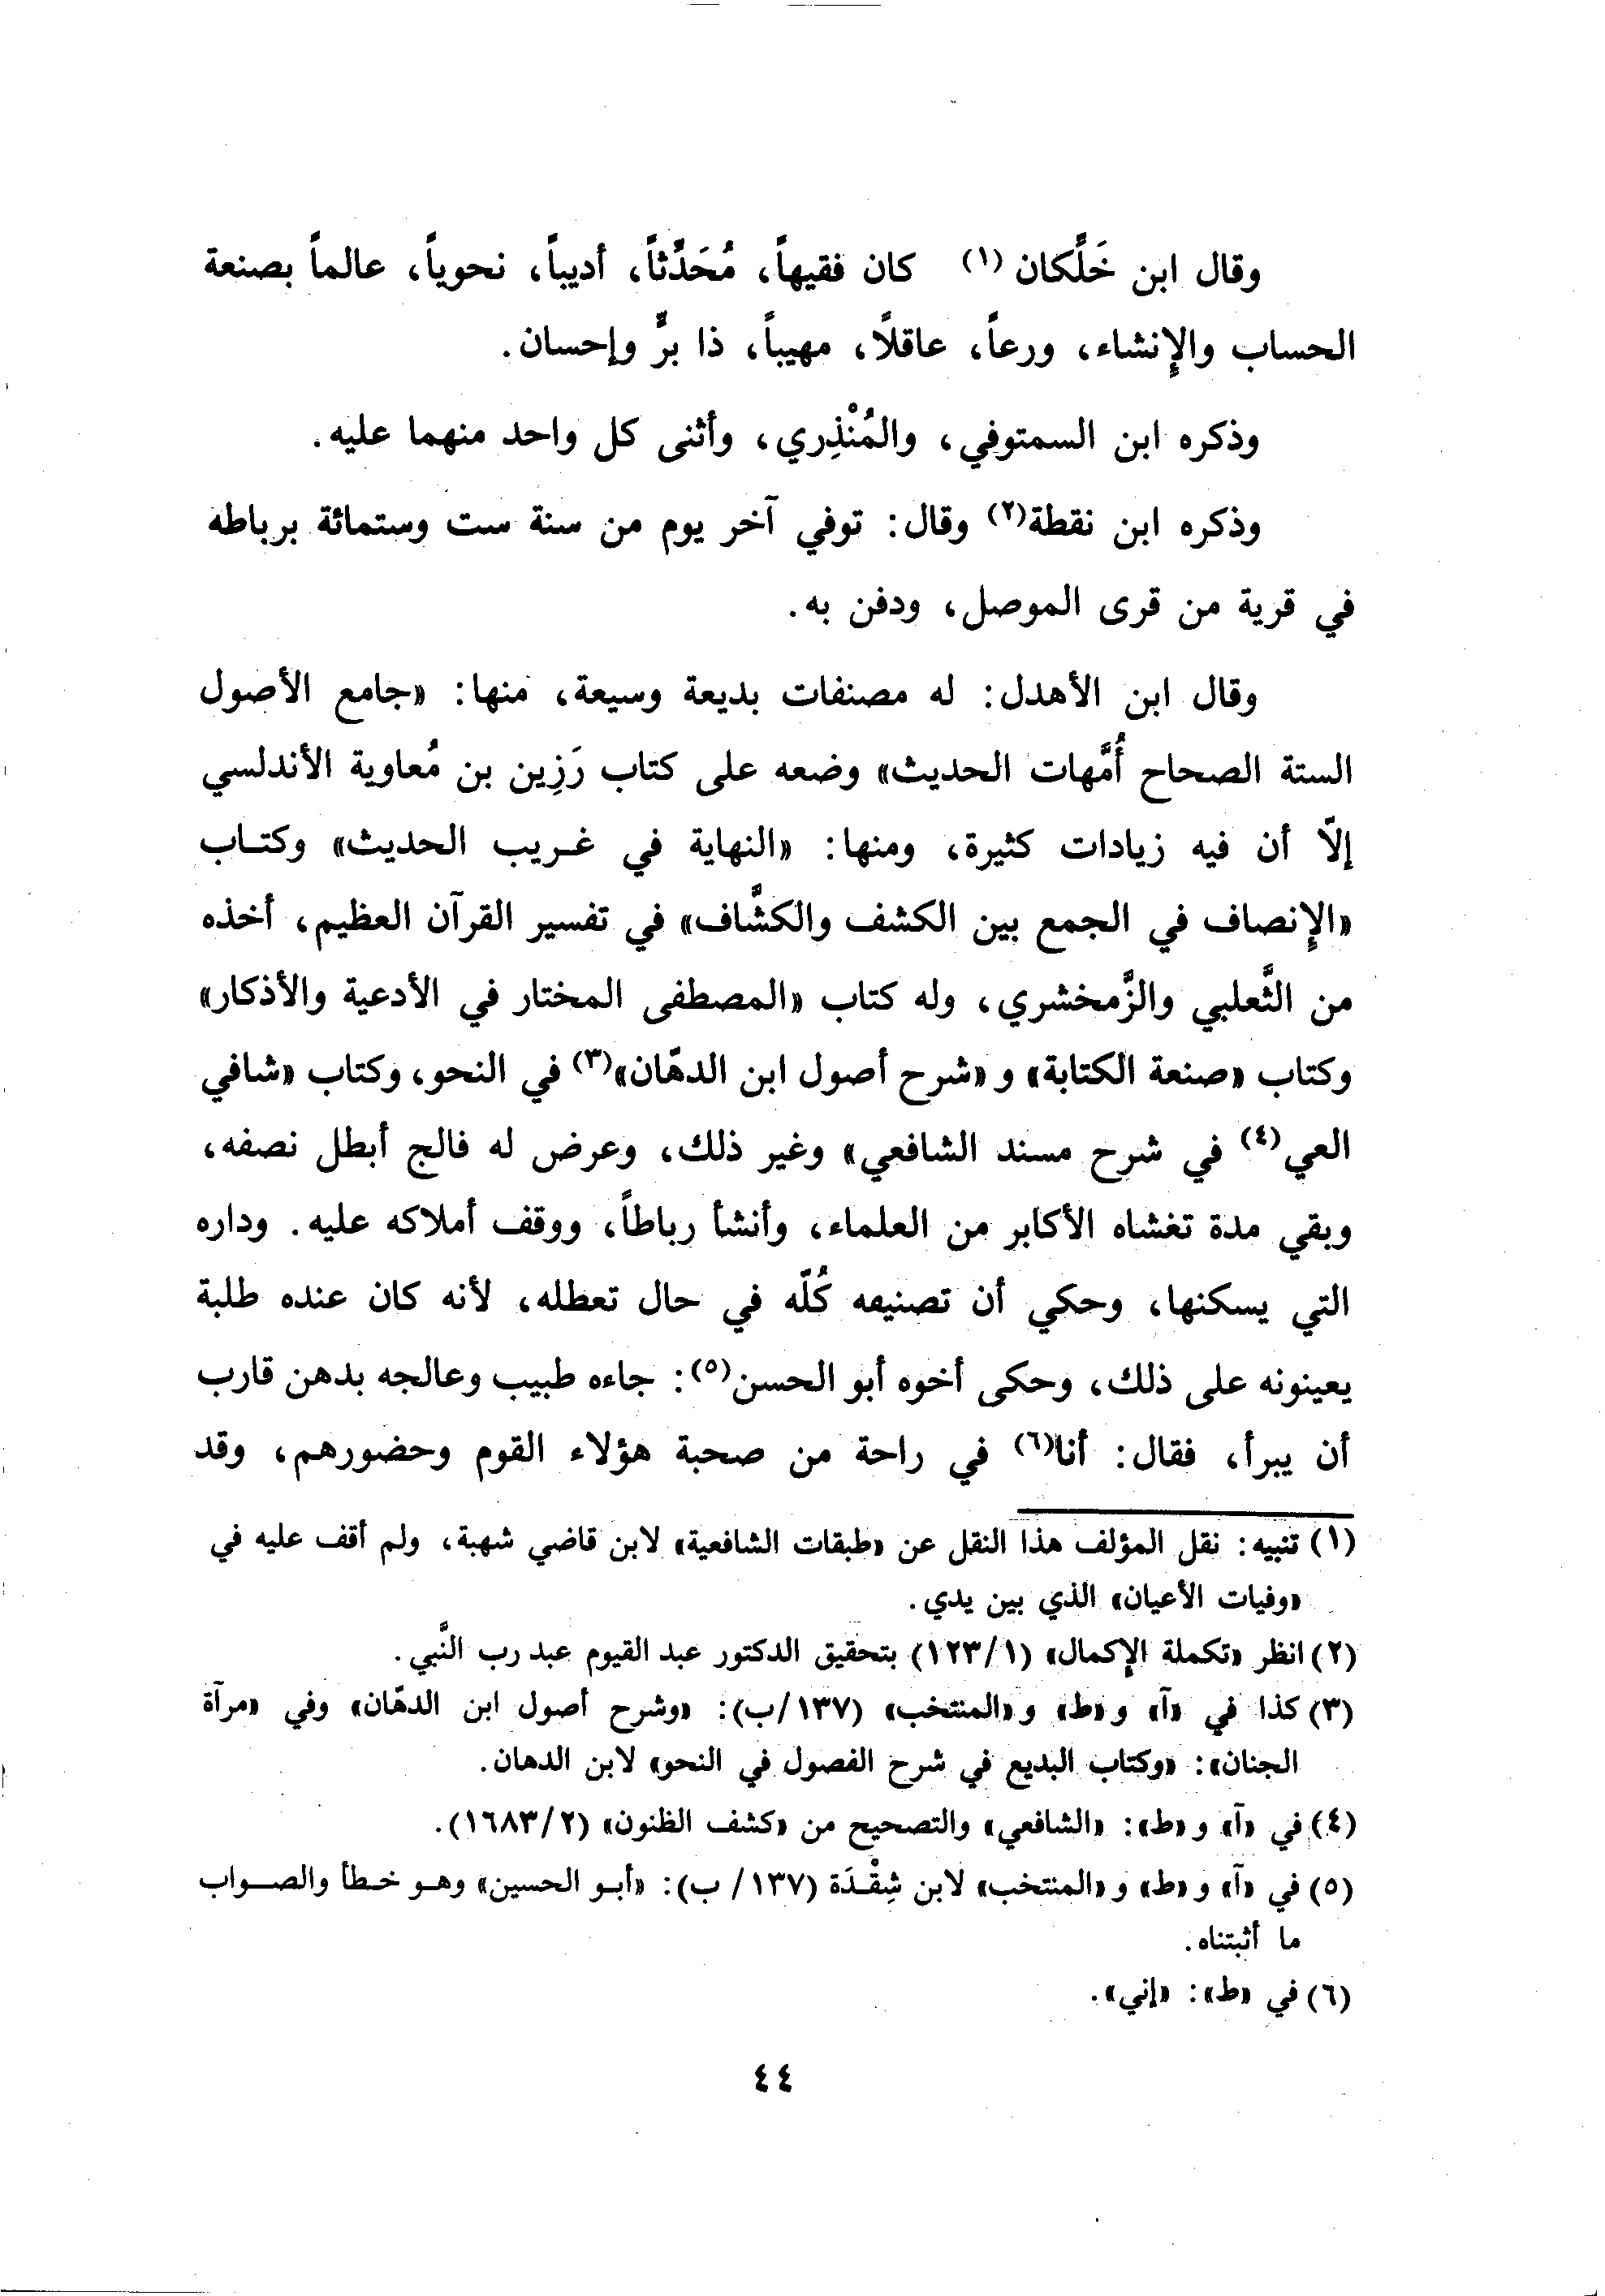 وقال ابن خَلَّكان (١) كان فقيهاً، مُحَدِّثاً، أديباً، نحوياً، عالماً بصنعة
الحساب والإِنشاء، ورعاً، عاقلًا، مهيباً، ذا برٍّ وإحسان.
وذكره ابن السمتوفي، والمُنْذِري، وأثنى كل واحد منهما عليه.
وذكره ابن نقطة(٢) وقال: توفي آخر يوم من سنة ست وستمائة برباطه
في قرية من قرى الموصل، ودفن به.
وقال ابن الأهدل: له مصنفات بديعة وسيعة، منها: «جامع الأصول
الستة الصحاح أُمَّهات الحديث» وضعه على كتاب رَزِين بن مُعاوية الأندلسي
إلّا أن فيه زيادات كثيرة، ومنها: «النهاية في غريب الحديث» وكتاب
«الإِنصاف في الجمع بين الكشف والكشَّاف» في تفسير القرآن العظيم، أخذه
من الثَّعلبي والزَّمخشري، وله كتاب «المصطفى المختار في الأدعية والأذكار»
وكتاب «صنعة الكتابة» و «شرح أصول ابن الدهّان»(٣) في النحو، وكتاب «شافي
العي(٤) في شرح مسند الشافعي» وغير ذلك، وعرض له فالج أبطل نصفه،
وبقي مدة تغشاه الأكابر من العلماء، وأنشأ رباطاً، ووقف أملاكه عليه. وداره
التي يسكنها، وحكي أن تصنيفه كُلّه في حال تعطله، لأنه كان عنده طلبة
يعينونه على ذلك، وحكى أخوه أبو الحسن(٥): جاءه طبيب وعالجه بدهن قارب
أن يبرأ، فقال: أنا(٦) في راحة من صحبة هؤلاء القوم وحضورهم، وقد
(١) تنبيه: نقل المؤلف هذا النقل عن «طبقات الشافعية» لابن قاضي شهبة، ولم أقف عليه في
«وفيات الأعيان» الذي بين يدي.
(٢) انظر «تكملة الإكمال» (١/١٢٣) بتحقيق الدكتور عبد القيوم عبد رب النَّبي.
(٣) كذا في «آ» و «ط» و «المنتخب» (١٣٧/ب): «وشرح أصول ابن الدهّان» وفي «مرآة
الجنان»: «وكتاب البديع في شرح الفصول في النحو» لابن الدهان.
(٤) في «آ» و «ط»: «الشافعي» والتصحيح من «كشف الظنون» (٢/١٦٨٣).
(٥) في «آ» و «ط» و «المنتخب» لابن شِقْدَة (١٣٧/ ب): «أبو الحسين» وهو خطأ والصواب
ما أثبتناه.
(٦) في «ط»: «إني».
٤٤